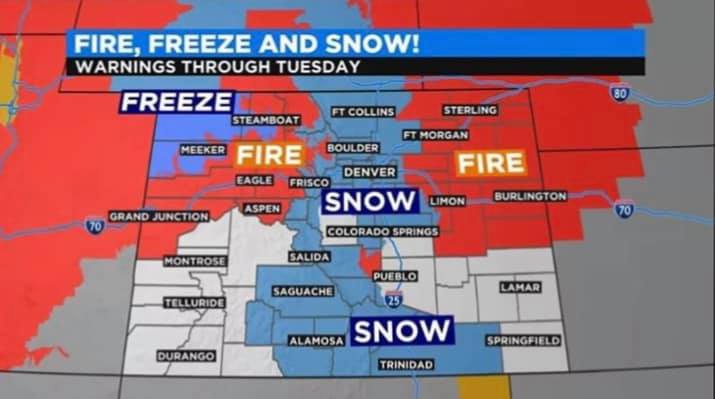 FIRE, FREEZE AND SNOW!
WARNINGS THROUGH TUESDAY
80
FREEZE
STEAMBOAT
FT COLLINS
STERLING
FT MORGAN
MEEKER
FIRE
BOULDER
FIRE
DENVER
EAGLE
FRISCO
ASPEN
SNOW
LIMON
BURLINGTON
GRAND JUNCTION
70
70
COLORADO SPRINGS
MONTROSE
SALIDA
PUEBLO
SAGUACHE
LAMAR
TELLURIDE
25
ALAMOSA
SNOW
SPRINGFIELD
DURANGO
TRINIDAD